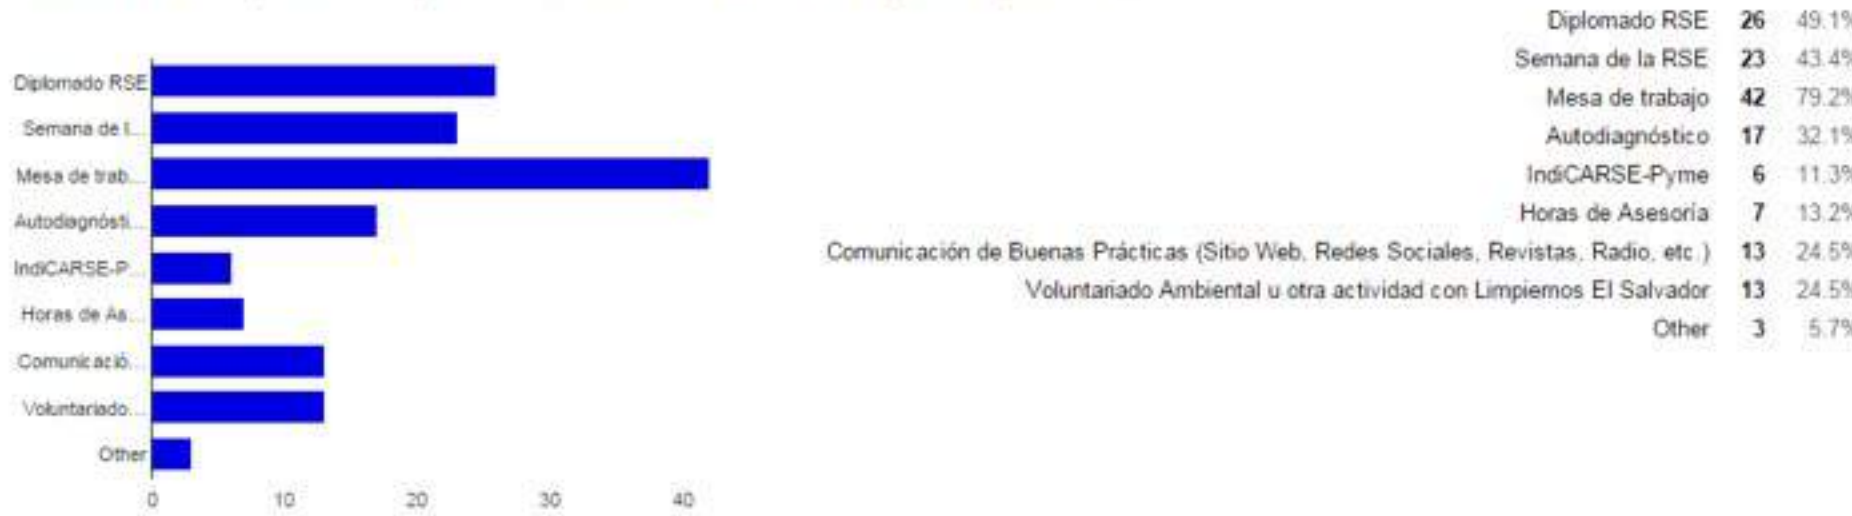 Diplomado RSE
Semana de l...
Mesa de trab...
Autodiagnósti...
IndiCARSE-P...
Horas de As...
Comunicació...
Voluntariado...
Other
0 10 20 30 40
Diplomado RSE 26 49.1%
Semana de la RSE 23 43.4%
Mesa de trabajo 42 79.2%
Autodiagnóstico 17 32.1%
IndiCARSE-Pyme 6 11.3%
Horas de Asesoría 7 13.2%
Comunicación de Buenas Prácticas (Sitio Web, Redes Sociales, Revistas, Radio, etc.) 13 24.5%
Voluntariado Ambiental u otra actividad con Limpiemos El Salvador 13 24.5%
Other 3 5.7%